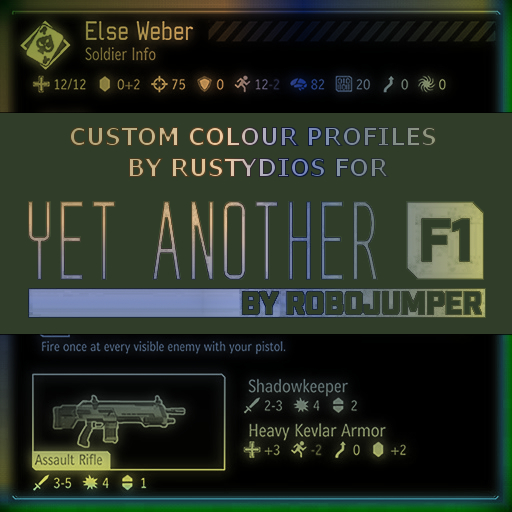 Else Weber
Soldier Info
12/12 0+2 75 0 12-2 82 20 0 0
CUSTOM COLOUR PROFILES
BY RUSTYDIOS FOR
YET ANOTHER F1
BY ROBOJUMPER
Fire once at every visible enemy with your pistol.
Shadowkeeper
2-3 4 2
Heavy Kevlar Armor
+3 -2 0 +2
Assault Rifle
3-5 4 1